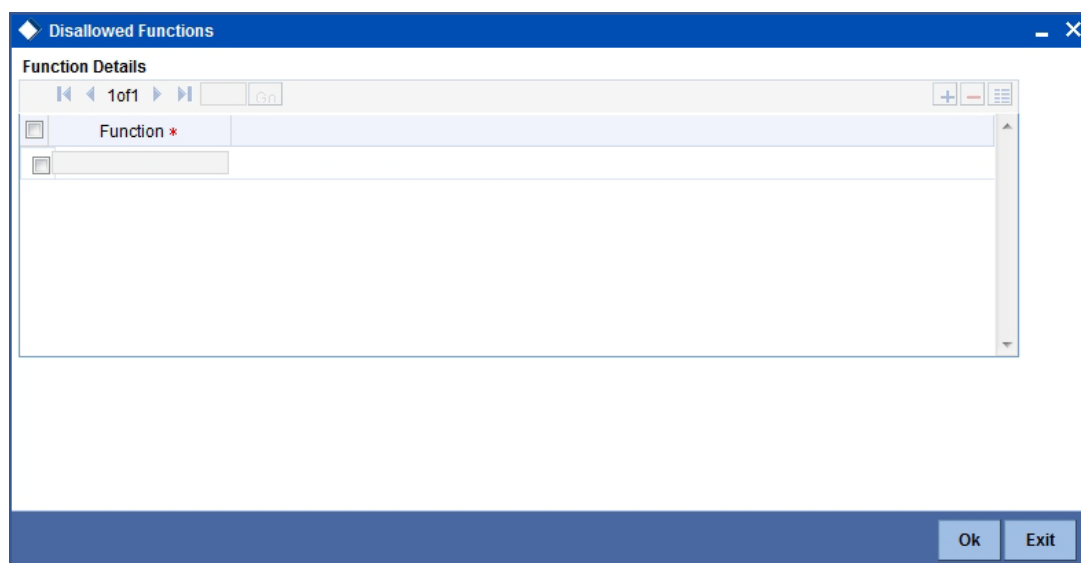 Disallowed Functions
Function Details
1of1 Go
Function *
Ok Exit